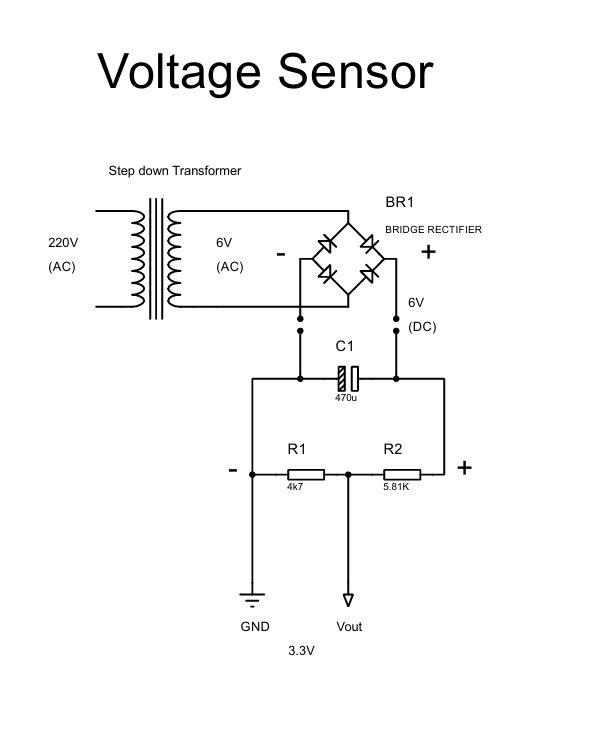 Voltage Sensor
Step down Transformer
BR1
BRIDGE RECTIFIER
220V
(AC)
6V
(AC)
-
+
6V
(DC)
C1
470u
R1
R2
-
+
4k7
5.81K
GND
Vout
3.3V